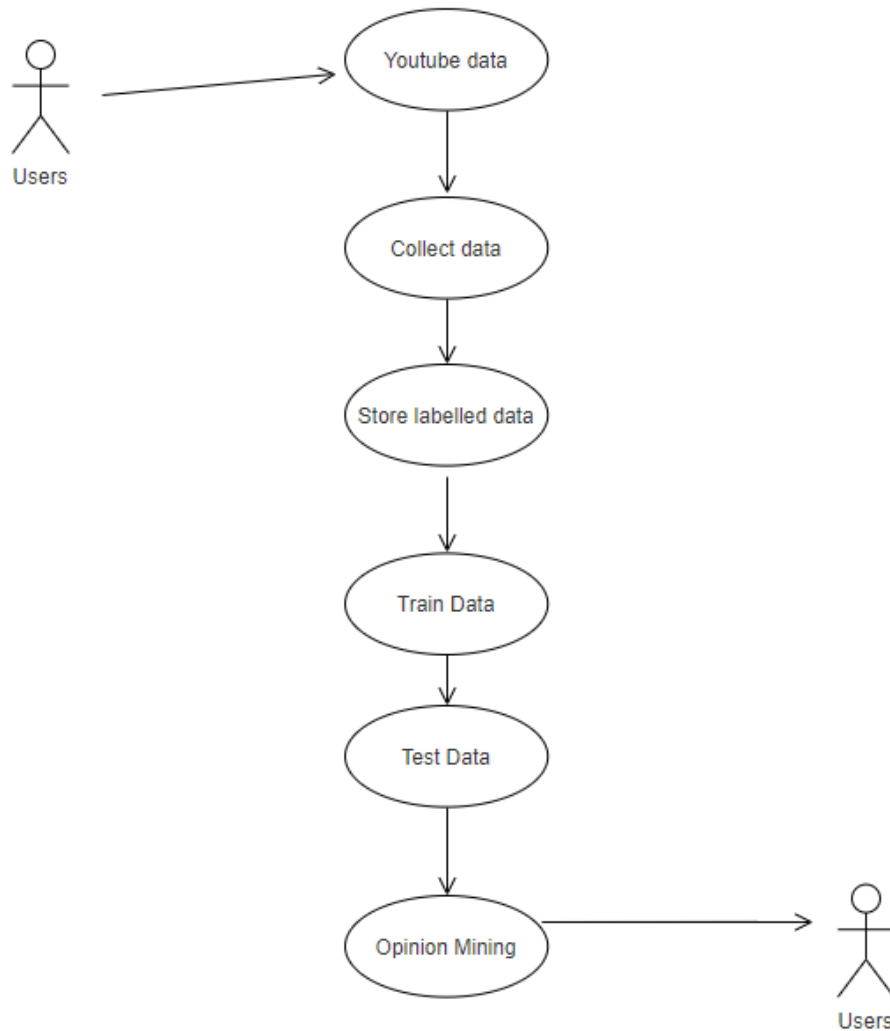 Youtube data
Users
Collect data
Store labelled data
Train Data
Test Data
Opinion Mining
Users